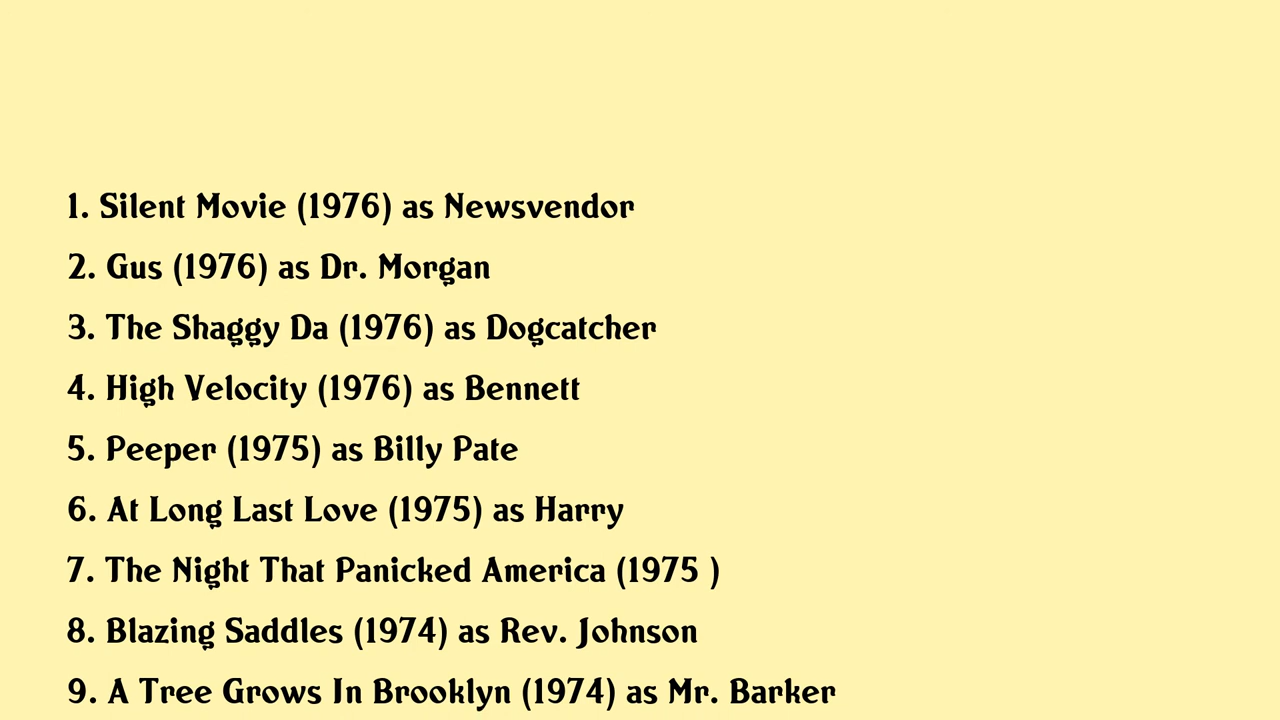 1. Silent Movie (1976) as Newsvendor
2. Gus (1976) as Dr. Morgan
3. The Shaggy Da (1976) as Dogcatcher
4. High Velocity (1976) as Bennett
5. Peeper (1975) as Billy Pate
6. At Long Last Love (1975) as Harry
7. The Night That Panicked America (1975 )
8. Blazing Saddles (1974) as Rev. Johnson
9. A Tree Grows In Brooklyn (1974) as Mr. Barker